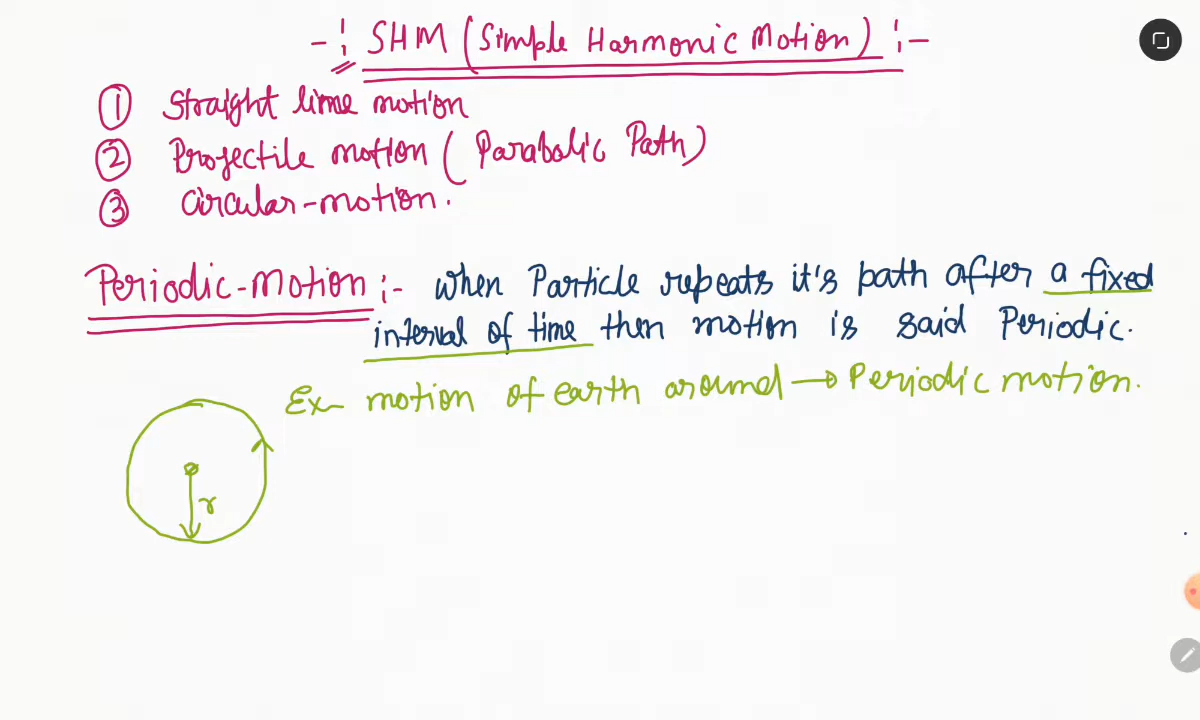 -: SHM (Simple Harmonic Motion) :-
① Straight line motion
② Projectile motion (Parabolic Path)
③ Circular-motion.
Periodic-Motion :- when Particle repeats it's path after a fixed
interval of time then motion is said Periodic.
Ex- motion of earth around → Periodic motion.
r